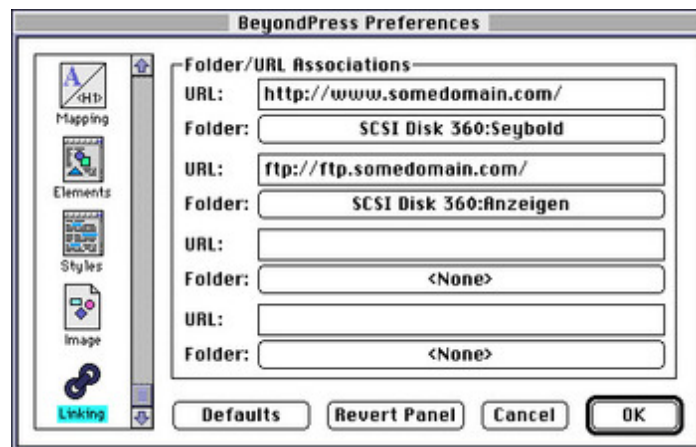 BeyondPress Preferences
A
<H1>
Mapping
Elements
Styles
Image
Linking
Folder/URL Associations
URL: http://www.somedomain.com/
Folder: SCSI Disk 360:Seybold
URL: ftp://ftp.somedomain.com/
Folder: SCSI Disk 360:Anzeigen
URL:
Folder: <None>
URL:
Folder: <None>
Defaults Revert Panel Cancel OK